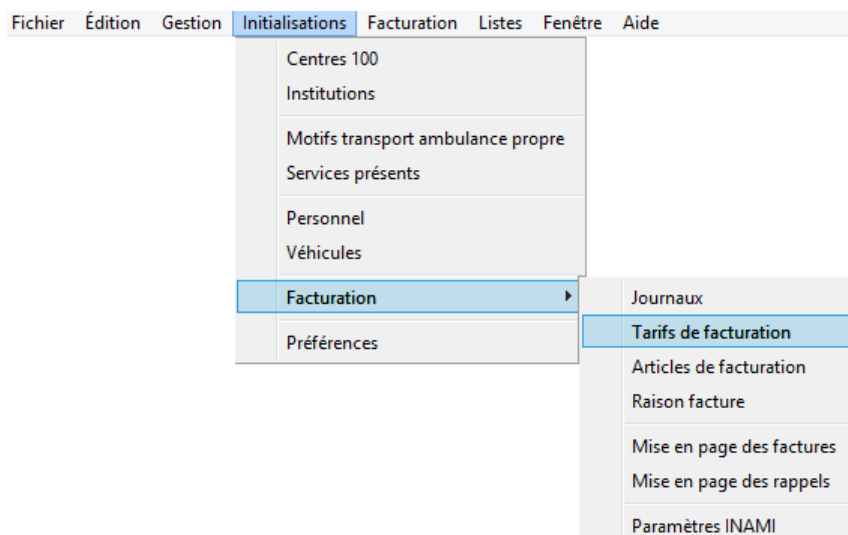 Fichier Édition Gestion Initialisations Facturation Listes Fenêtre Aide
Centres 100
Institutions
Motifs transport ambulance propre
Services présents
Personnel
Véhicules
Facturation
Préférences
Journaux
Tarifs de facturation
Articles de facturation
Raison facture
Mise en page des factures
Mise en page des rappels
Paramètres INAMI